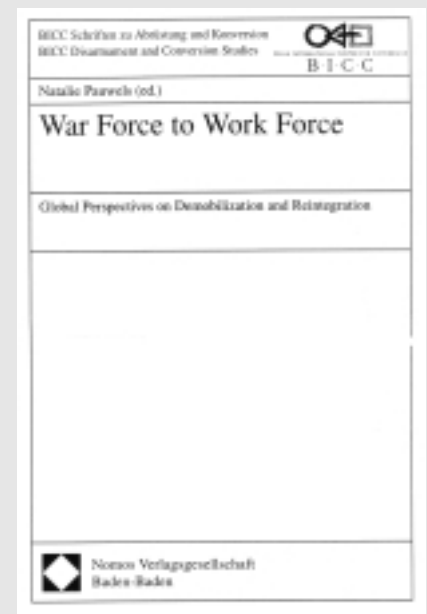 BICC Schriften zu Abrüstung und Konversion
BICC Disarmament and Conversion Studies
B·I·C·C
Natalie Pauwels (ed.)
War Force to Work Force
Global Perspectives on Demobilization and Reintegration
Nomos Verlagsgesellschaft
Baden-Baden